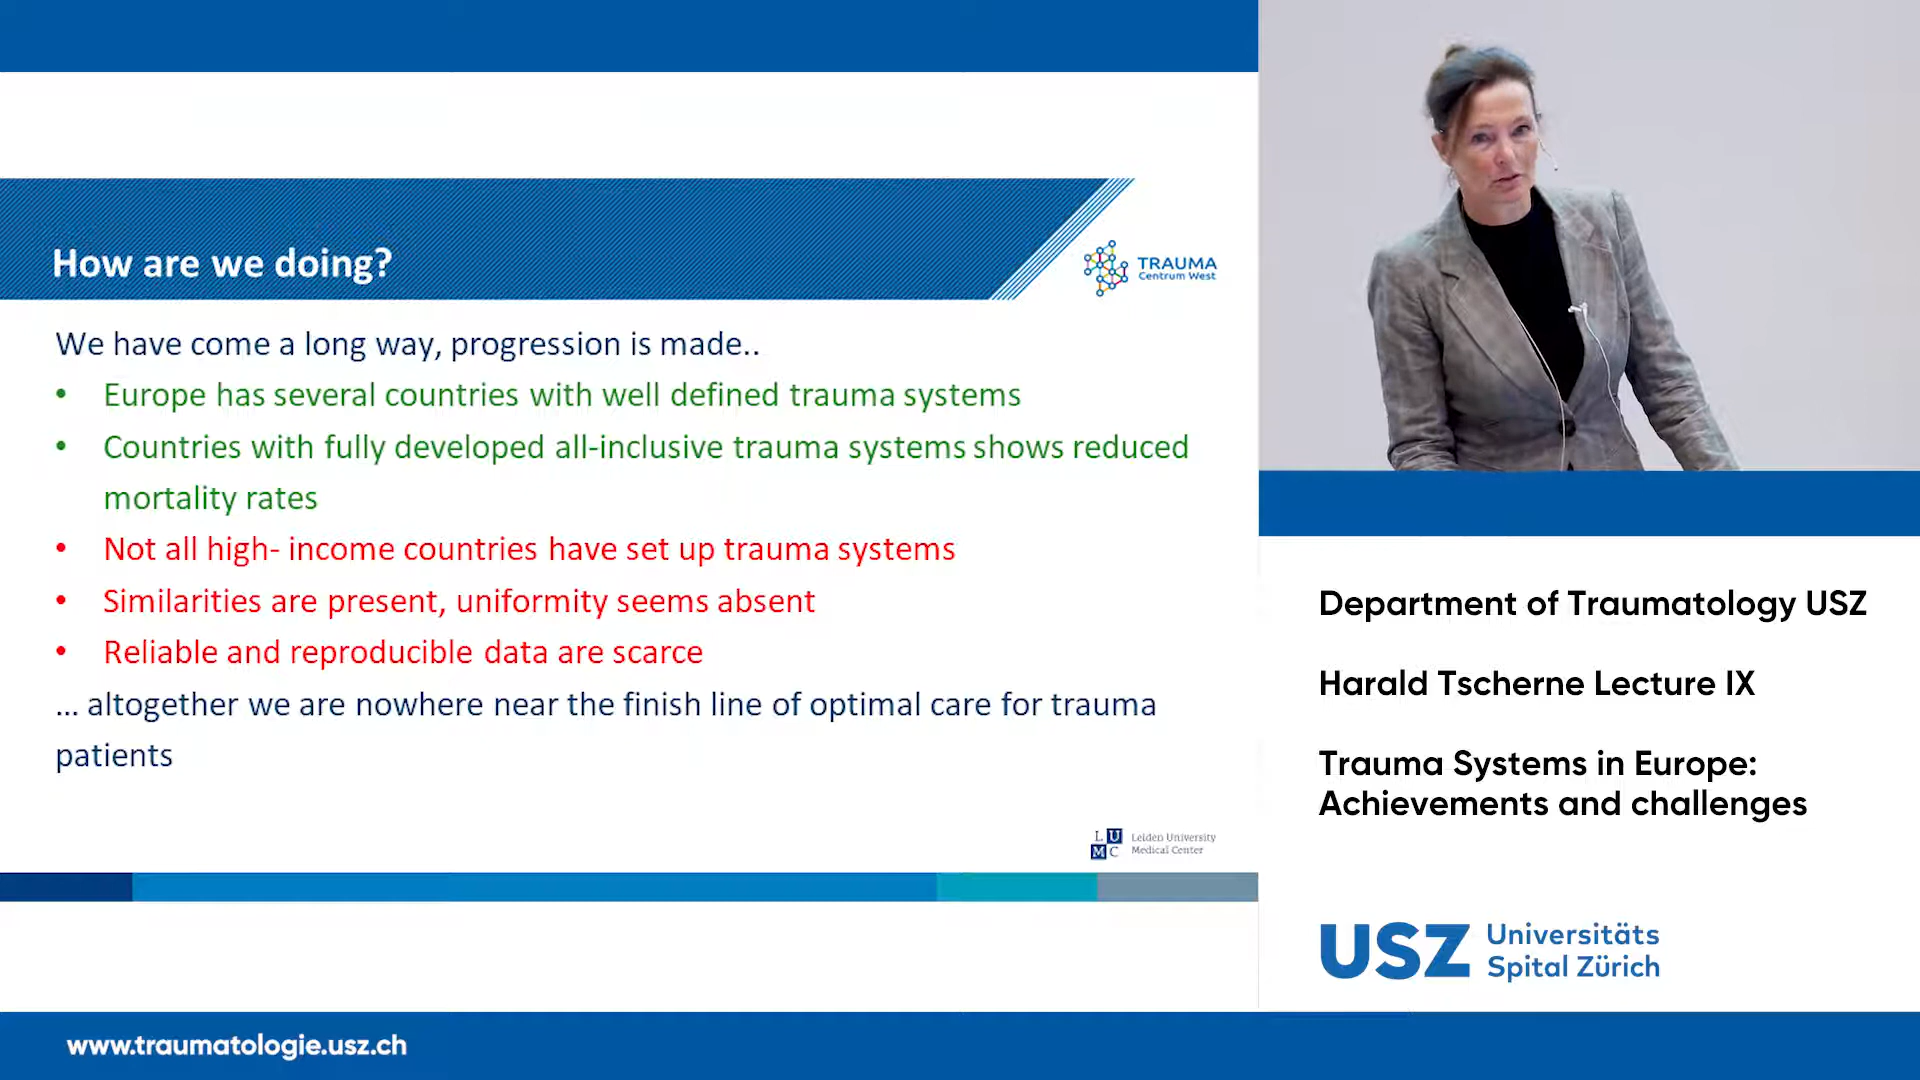 How are we doing?
TRAUMA
Centrum West
We have come a long way, progression is made..
• Europe has several countries with well defined trauma systems
• Countries with fully developed all-inclusive trauma systems shows reduced
mortality rates
• Not all high- income countries have set up trauma systems
• Similarities are present, uniformity seems absent
• Reliable and reproducible data are scarce
... altogether we are nowhere near the finish line of optimal care for trauma
patients
L U
M C
Leiden University
Medical Center
Department of Traumatology USZ
Harald Tscherne Lecture IX
Trauma Systems in Europe:
Achievements and challenges
USZ
Universitäts
Spital Zürich
www.traumatologie.usz.ch